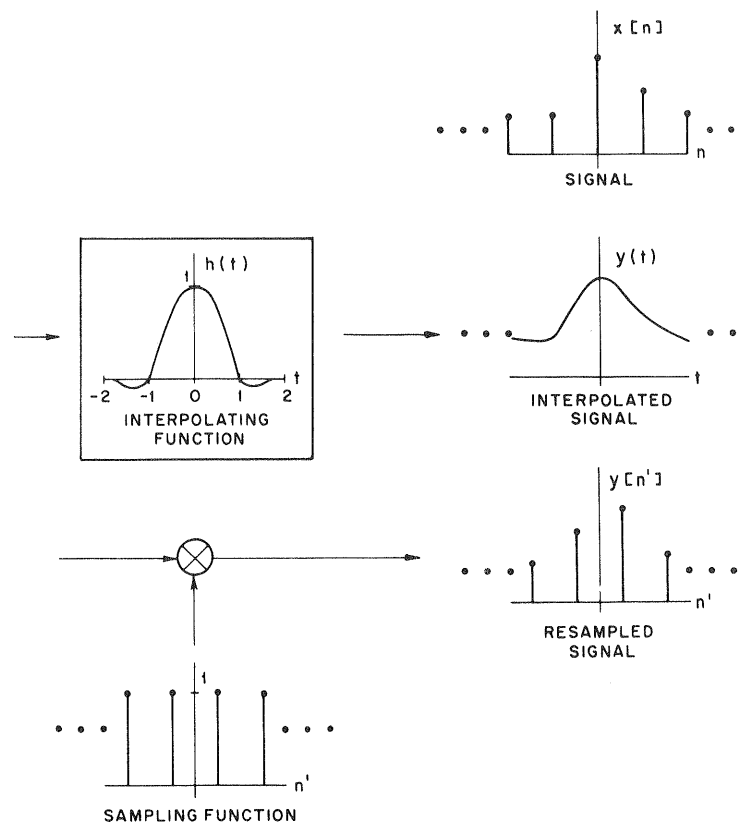 x[n]
n
SIGNAL
h(t)
1
t
-2 -1 0 1 2
INTERPOLATING
FUNCTION
y(t)
t
INTERPOLATED
SIGNAL
y[n']
n'
RESAMPLED
SIGNAL
1
n'
SAMPLING FUNCTION